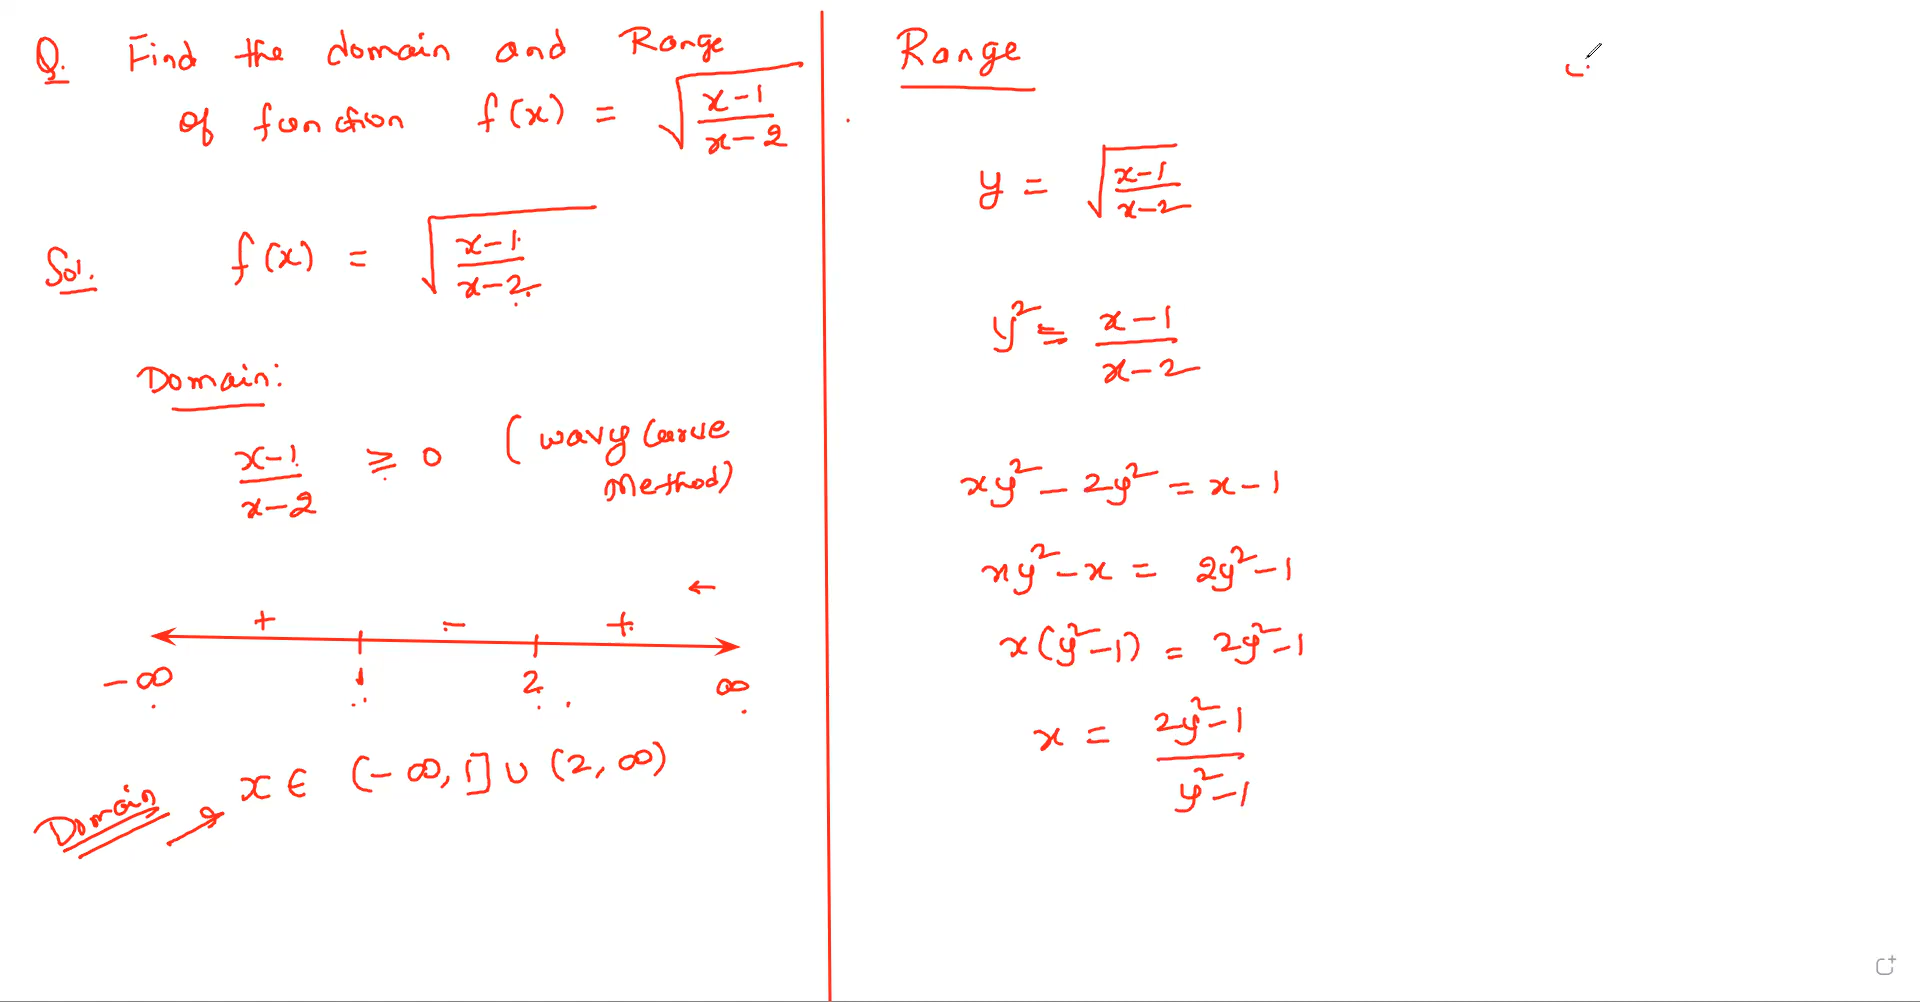 Q. Find the domain and Range
of function f(x) = √((x-1)/(x-2)) .
Sol. f(x) = √((x-1)/(x-2))
Domain:
(x-1)/(x-2) ≥ 0 (wavy Curve
Method)
+ - + ←
-∞ 1 2 ∞
Domain → x ∈ (-∞, 1] ∪ (2, ∞)
Range
y = √((x-1)/(x-2))
y² = (x-1)/(x-2)
xy² - 2y² = x-1
xy² - x = 2y² - 1
x(y²-1) = 2y²-1
x = (2y²-1)/(y²-1)